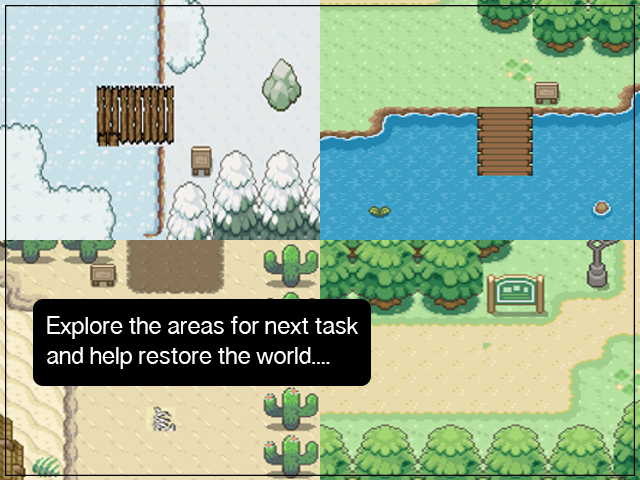 Explore the areas for next task
and help restore the world....